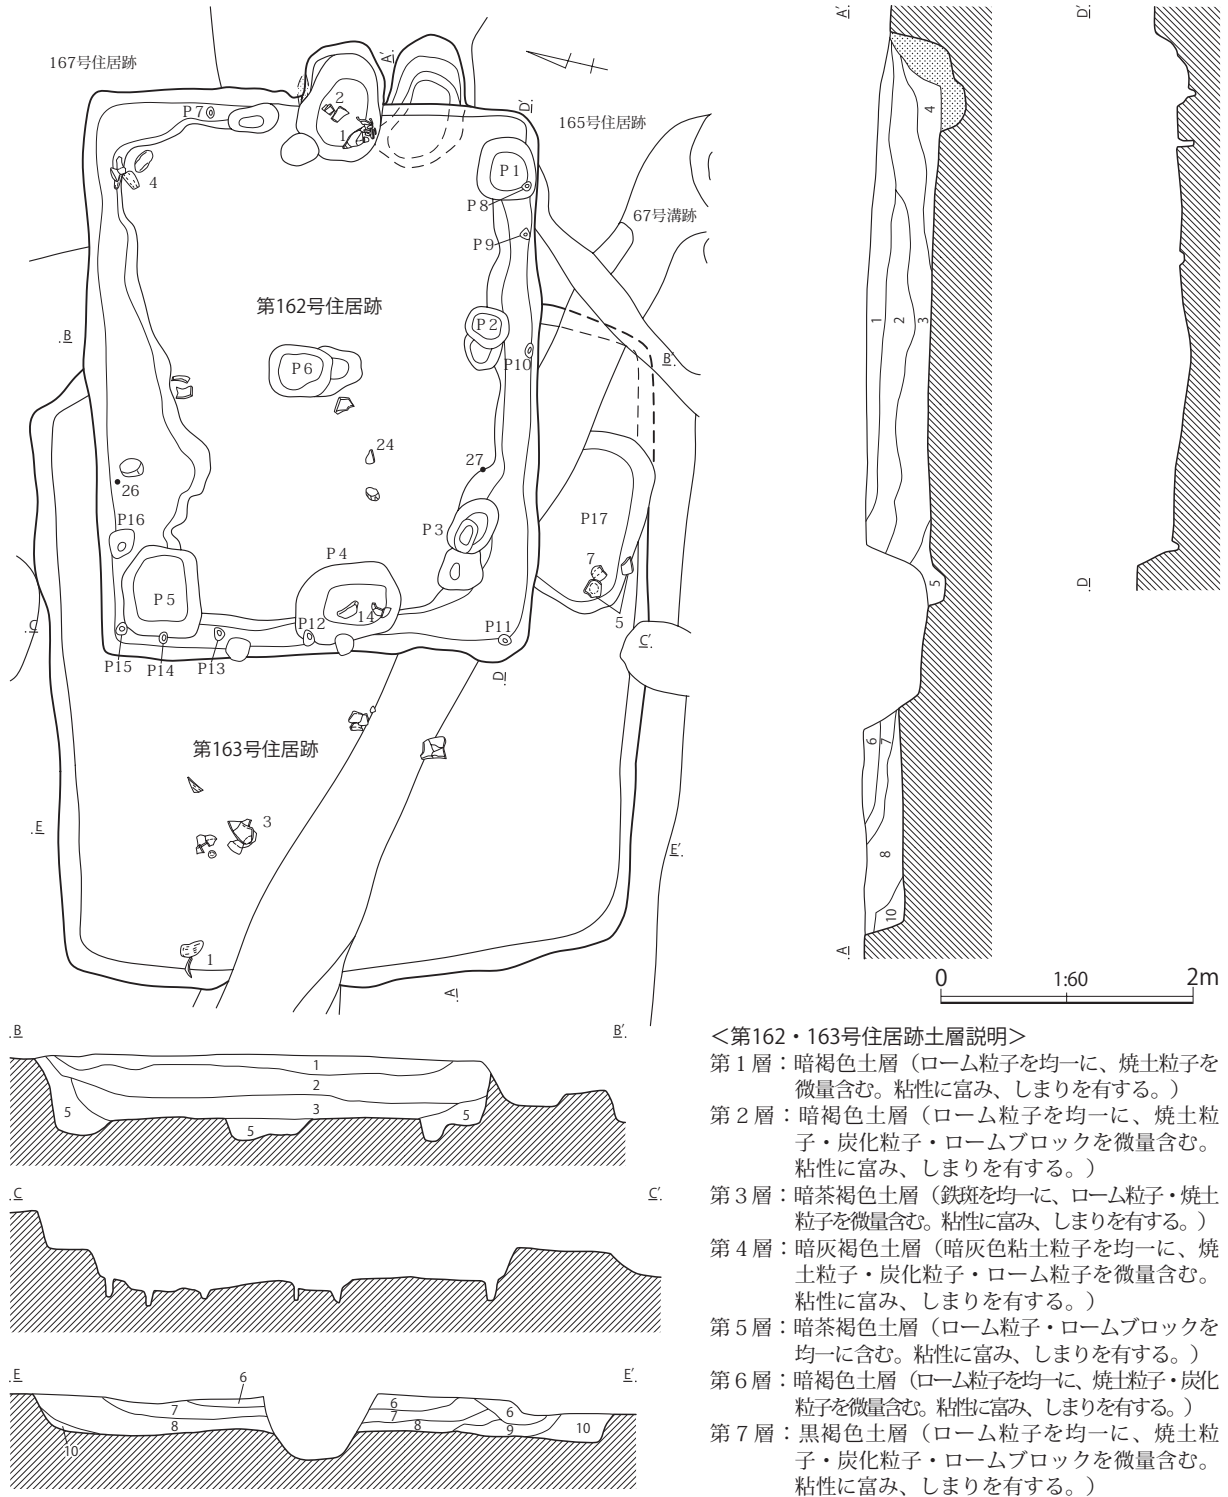 167号住居跡
A′
P7
2
1
D′
165号住居跡
4
P1
P8
67号溝跡
P9
第162号住居跡
P2
B
P10
B′
P6
24
27
26
P16
P3
P17
P4
7
P5
14
5
C
P12
P11
C′
P15
P14
P13
D
第163号住居跡
3
E
E′
1
A
A′
D′
4
1
2
3
5
D
6
7
8
10
A
0
1:60
2m
B
B′
1
2
3
5
5
5
C
C′
E
E′
6
7
8
10
6
7
8
6
9
10
<第162・163号住居跡土層説明>
第1層：暗褐色土層（ローム粒子を均一に、焼土粒子を
微量含む。粘性に富み、しまりを有する。）
第2層：暗褐色土層（ローム粒子を均一に、焼土粒
子・炭化粒子・ロームブロックを微量含む。
粘性に富み、しまりを有する。）
第3層：暗茶褐色土層（鉄斑を均一に、ローム粒子・焼土
粒子を微量含む。粘性に富み、しまりを有する。）
第4層：暗灰褐色土層（暗灰色粘土粒子を均一に、焼
土粒子・炭化粒子・ローム粒子を微量含む。
粘性に富み、しまりを有する。）
第5層：暗茶褐色土層（ローム粒子・ロームブロックを
均一に含む。粘性に富み、しまりを有する。）
第6層：暗褐色土層（ローム粒子を均一に、焼土粒子・炭化
粒子を微量含む。粘性に富み、しまりを有する。）
第7層：黒褐色土層（ローム粒子を均一に、焼土粒
子・炭化粒子・ロームブロックを微量含む。
粘性に富み、しまりを有する。）